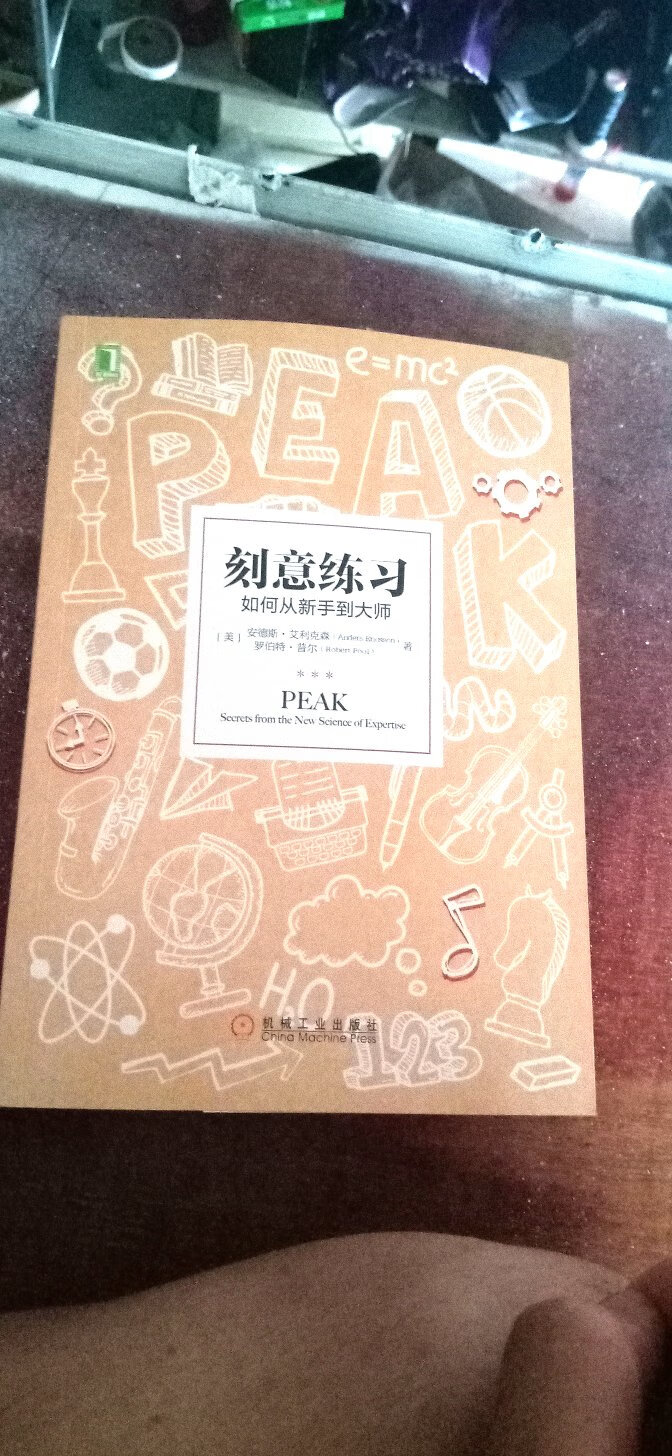 e=mc²
PEAK
刻意练习
如何从新手到大师
[美] 安德斯·艾利克森 (Anders Ericsson)
罗伯特·普尔 (Robert Pool) 著
***
PEAK
Secrets from the New Science of Expertise
H₂O
机械工业出版社
China Machine Press
123